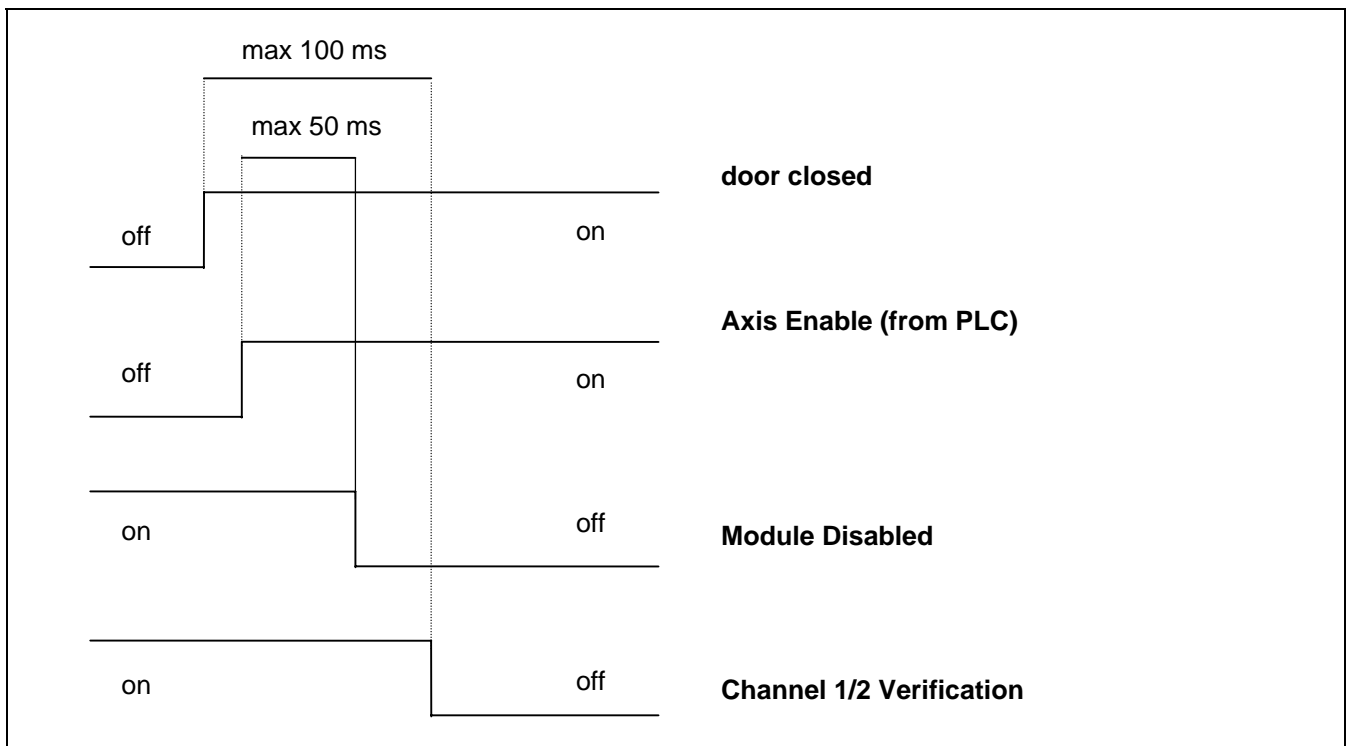 max 100 ms
max 50 ms
door closed
off
on
Axis Enable (from PLC)
off
on
on
off
Module Disabled
on
off
Channel 1/2 Verification